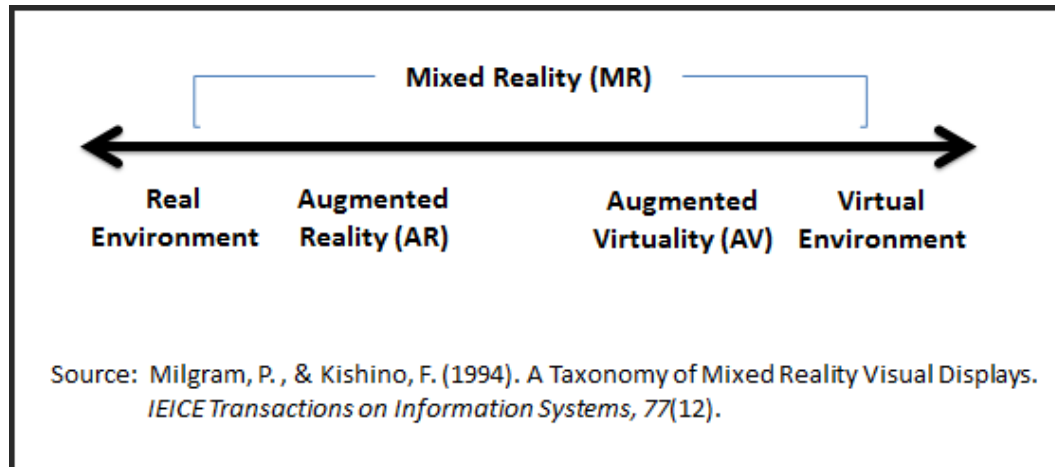 Mixed Reality (MR)
Real Environment
Augmented Reality (AR)
Augmented Virtuality (AV)
Virtual Environment
Source: Milgram, P. , & Kishino, F. (1994). A Taxonomy of Mixed Reality Visual Displays.
IEICE Transactions on Information Systems, 77(12).